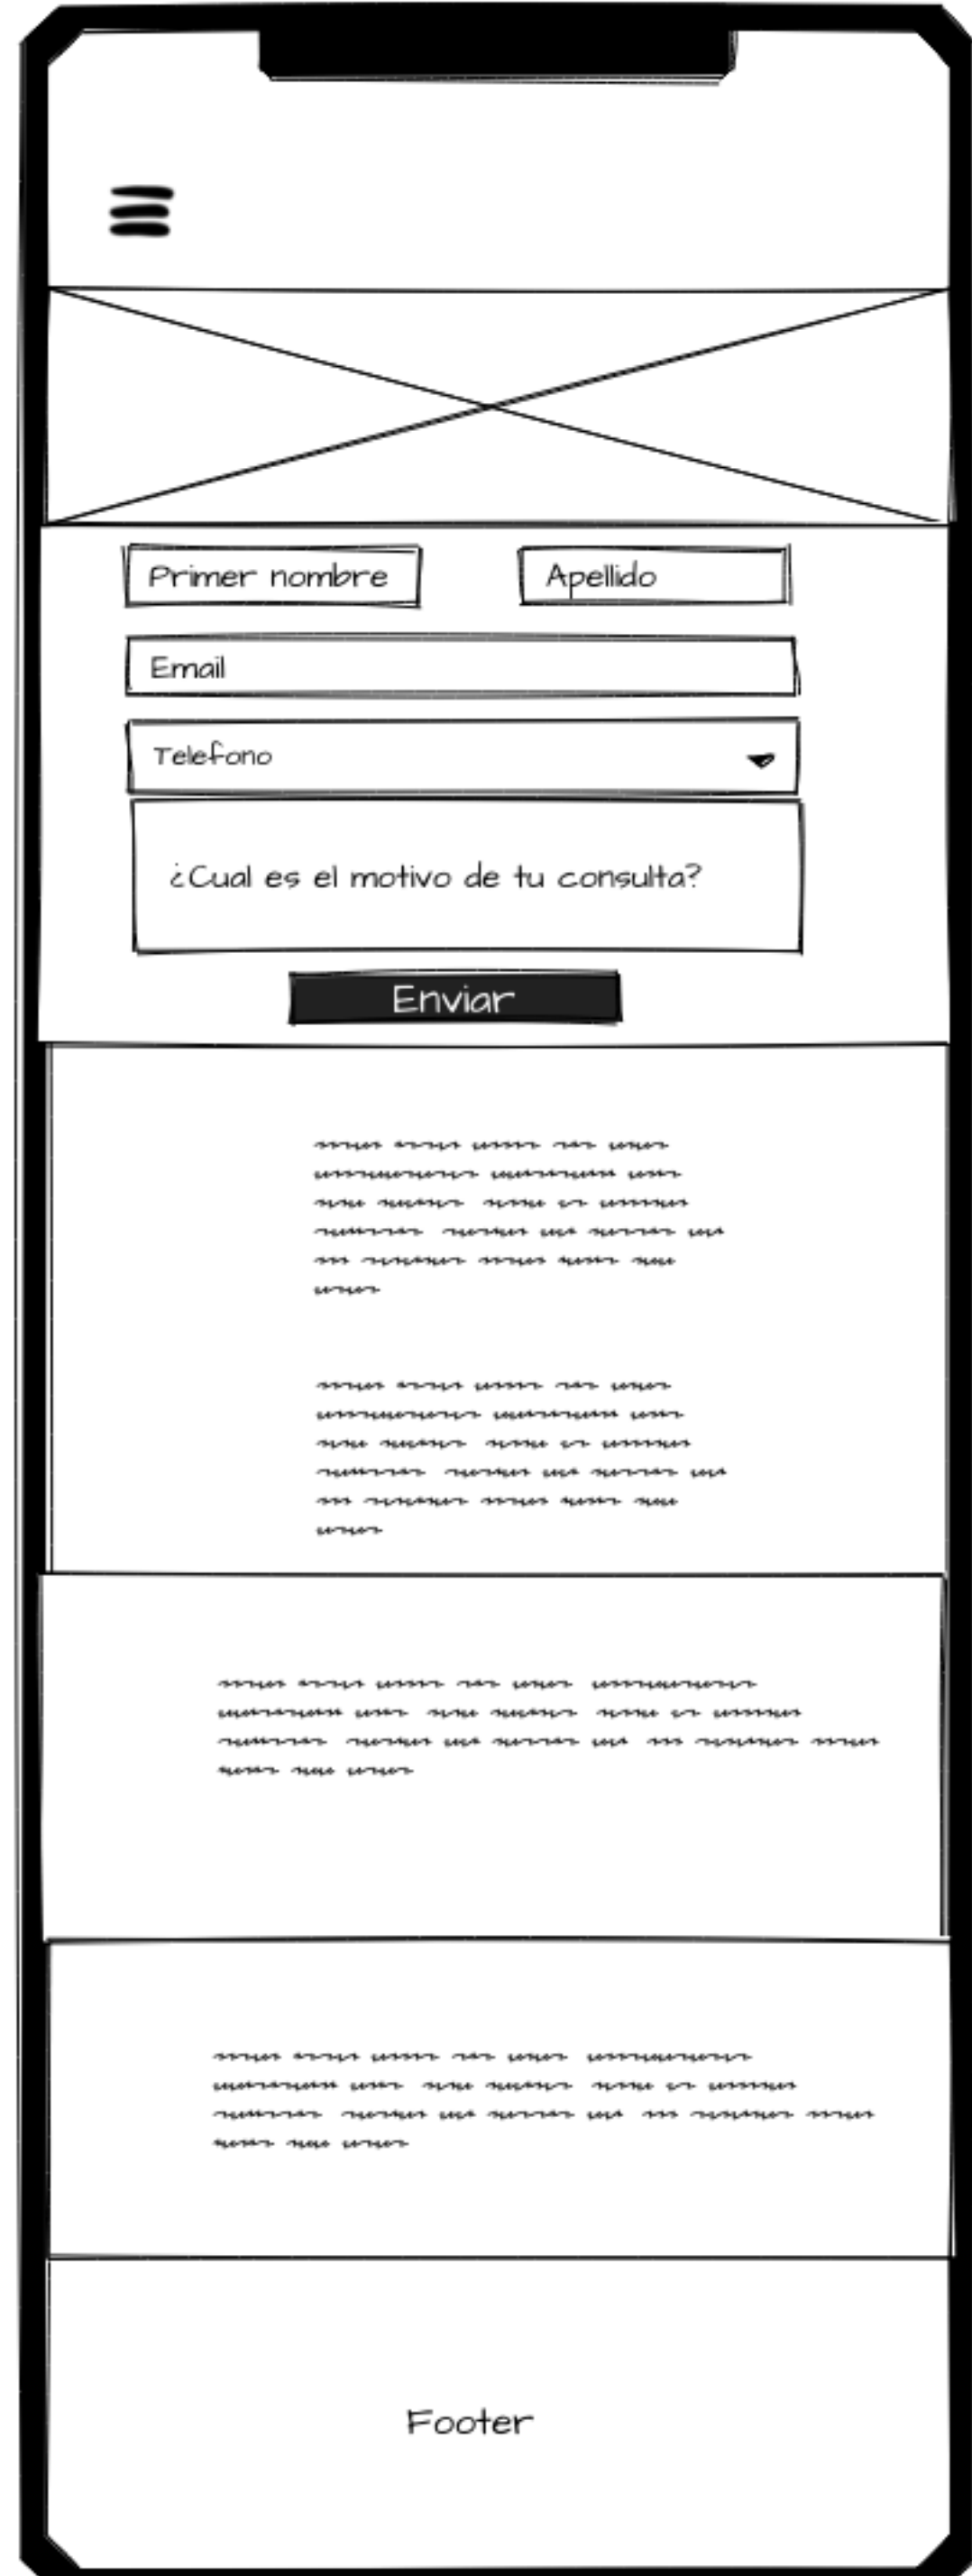 Primer nombre
Apellido
Email
Telefono
¿Cual es el motivo de tu consulta?
Enviar
Footer